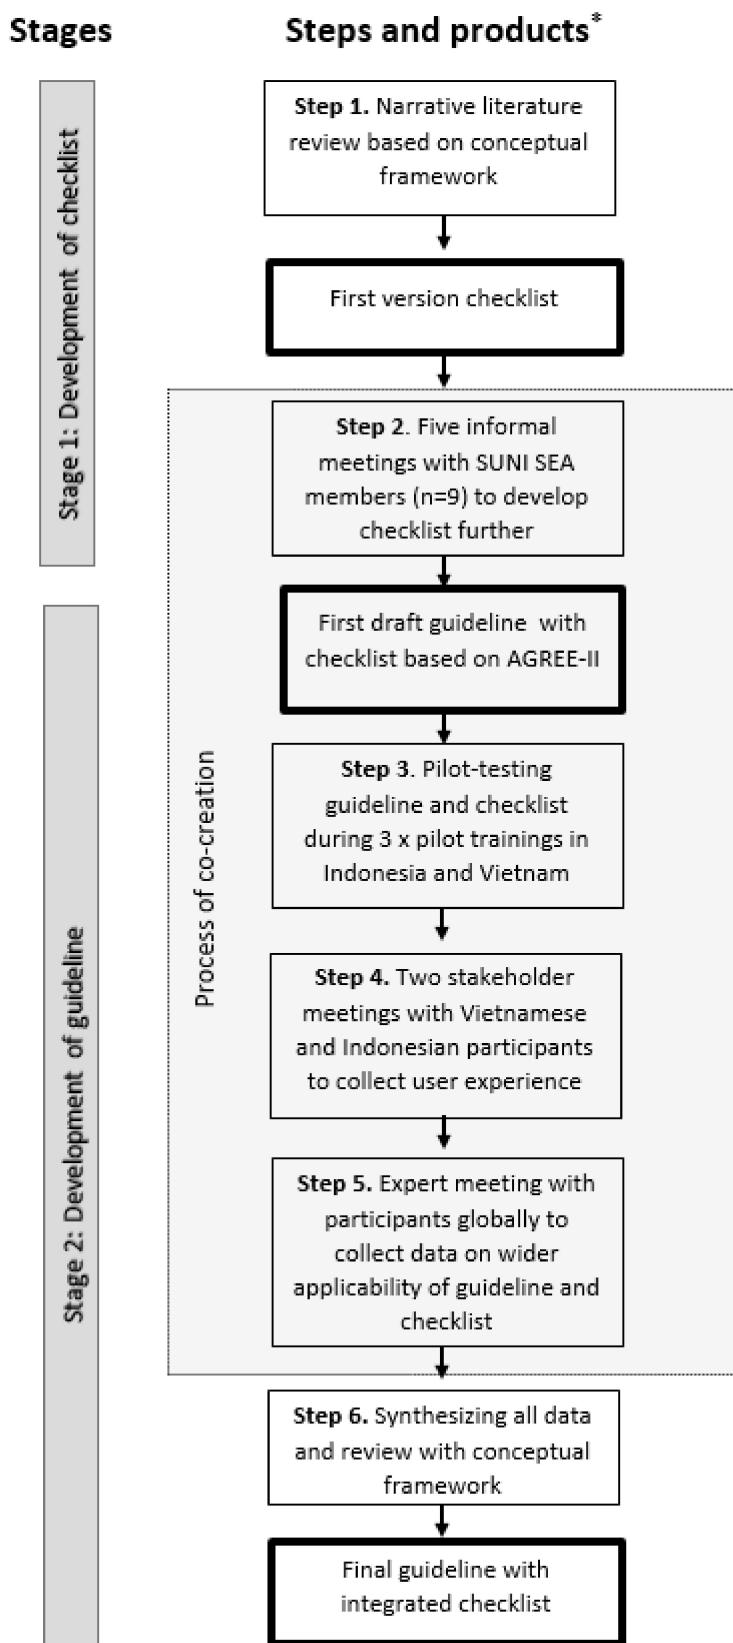 Stages
Steps and products*
Stage 1: Development of checklist
Step 1. Narrative literature
review based on conceptual
framework
First version checklist
Step 2. Five informal
meetings with SUNI SEA
members (n=9) to develop
checklist further
Stage 2: Development of guideline
Process of co-creation
First draft guideline with
checklist based on AGREE-II
Step 3. Pilot-testing
guideline and checklist
during 3 x pilot trainings in
Indonesia and Vietnam
Step 4. Two stakeholder
meetings with Vietnamese
and Indonesian participants
to collect user experience
Step 5. Expert meeting with
participants globally to
collect data on wider
applicability of guideline and
checklist
Step 6. Synthesizing all data
and review with conceptual
framework
Final guideline with
integrated checklist